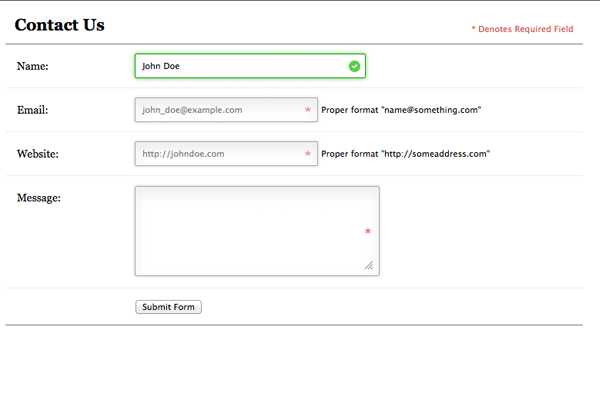 Contact Us
* Denotes Required Field
Name:
John Doe
Email:
john_doe@example.com *
Proper format "name@something.com"
Website:
http://johndoe.com *
Proper format "http://someaddress.com"
Message:
*
Submit Form